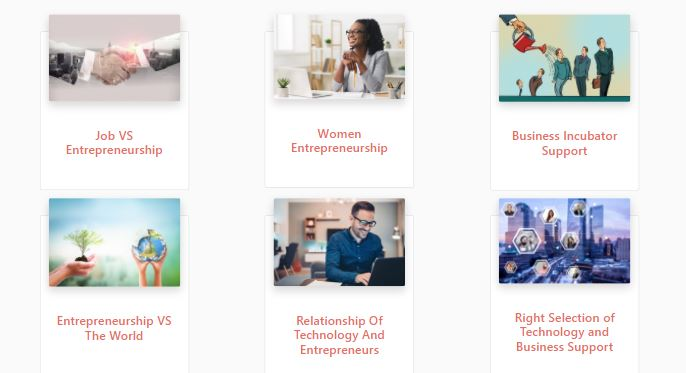 Job VS
Entrepreneurship
Women
Entrepreneurship
Business Incubator
Support
Entrepreneurship VS
The World
Relationship Of
Technology And
Entrepreneurs
Right Selection of
Technology and
Business Support